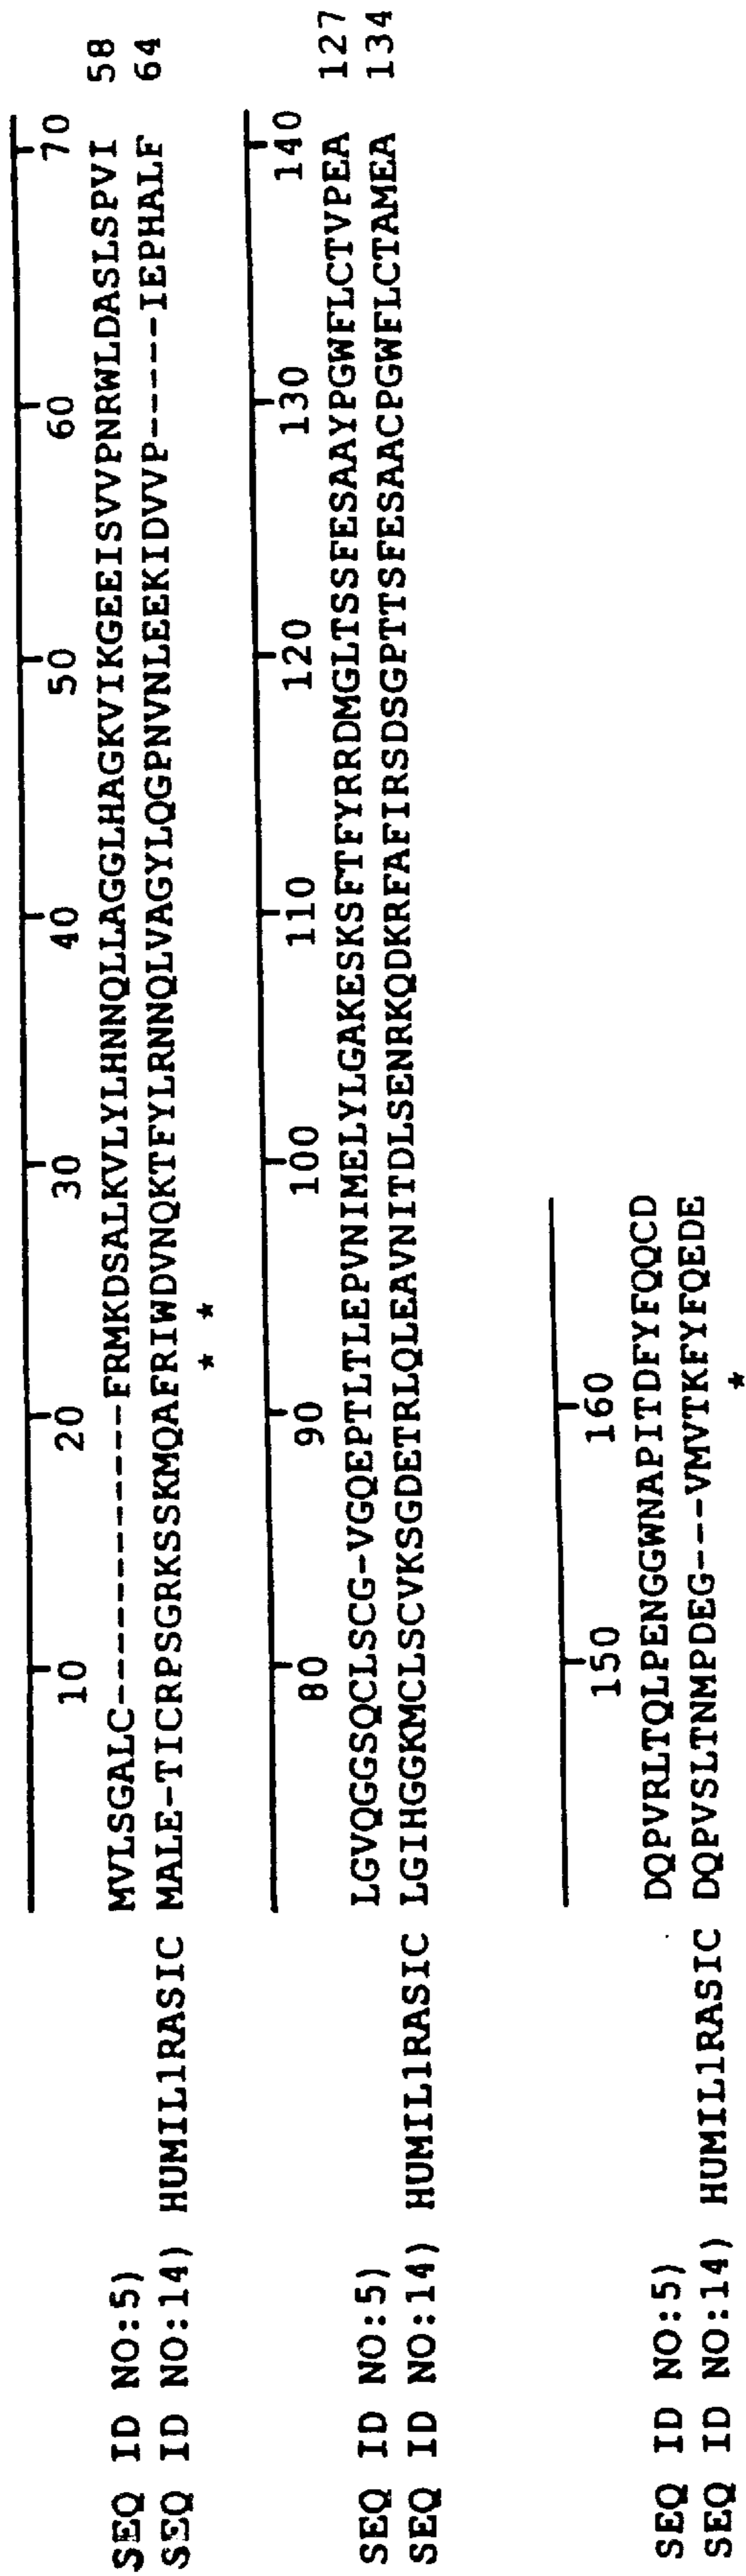 10 20 30 40 50 60 70
SEQ ID NO:5) MVLSGALC------------FRMKDSALKVLYLHNNQLLAGGLHAGKVIKGEEISVVPNRWLDASLSPVI 58
SEQ ID NO:14) HUMIL1RASIC MALE-TICRPSGRKSSKMQAFRIWDVNQKTFYLRNNQLVAGYLQGPNVNLEEKIDVVP-----IEPHALF 64
* *
80 90 100 110 120 130 140
SEQ ID NO:5) LGVQGGSQCLSCG-VGQEPTLTLEPVNIMELYLGAKESKSFTFYRRDMGLTSSFESAAYPGWFLCTVPEA 127
SEQ ID NO:14) HUMIL1RASIC LGIHGGKMCLSCVKSGDETRLQLEAVNITDLSENRKQDKRFAFIRSDSGPTTSFESAACPGWFLCTAMEA 134
150 160
SEQ ID NO:5) DQPVRLTQLPENGGWNAPITDFYFQQCD
SEQ ID NO:14) HUMIL1RASIC DQPVSLTNMPDEG---VMVTKFYFQEDE
*